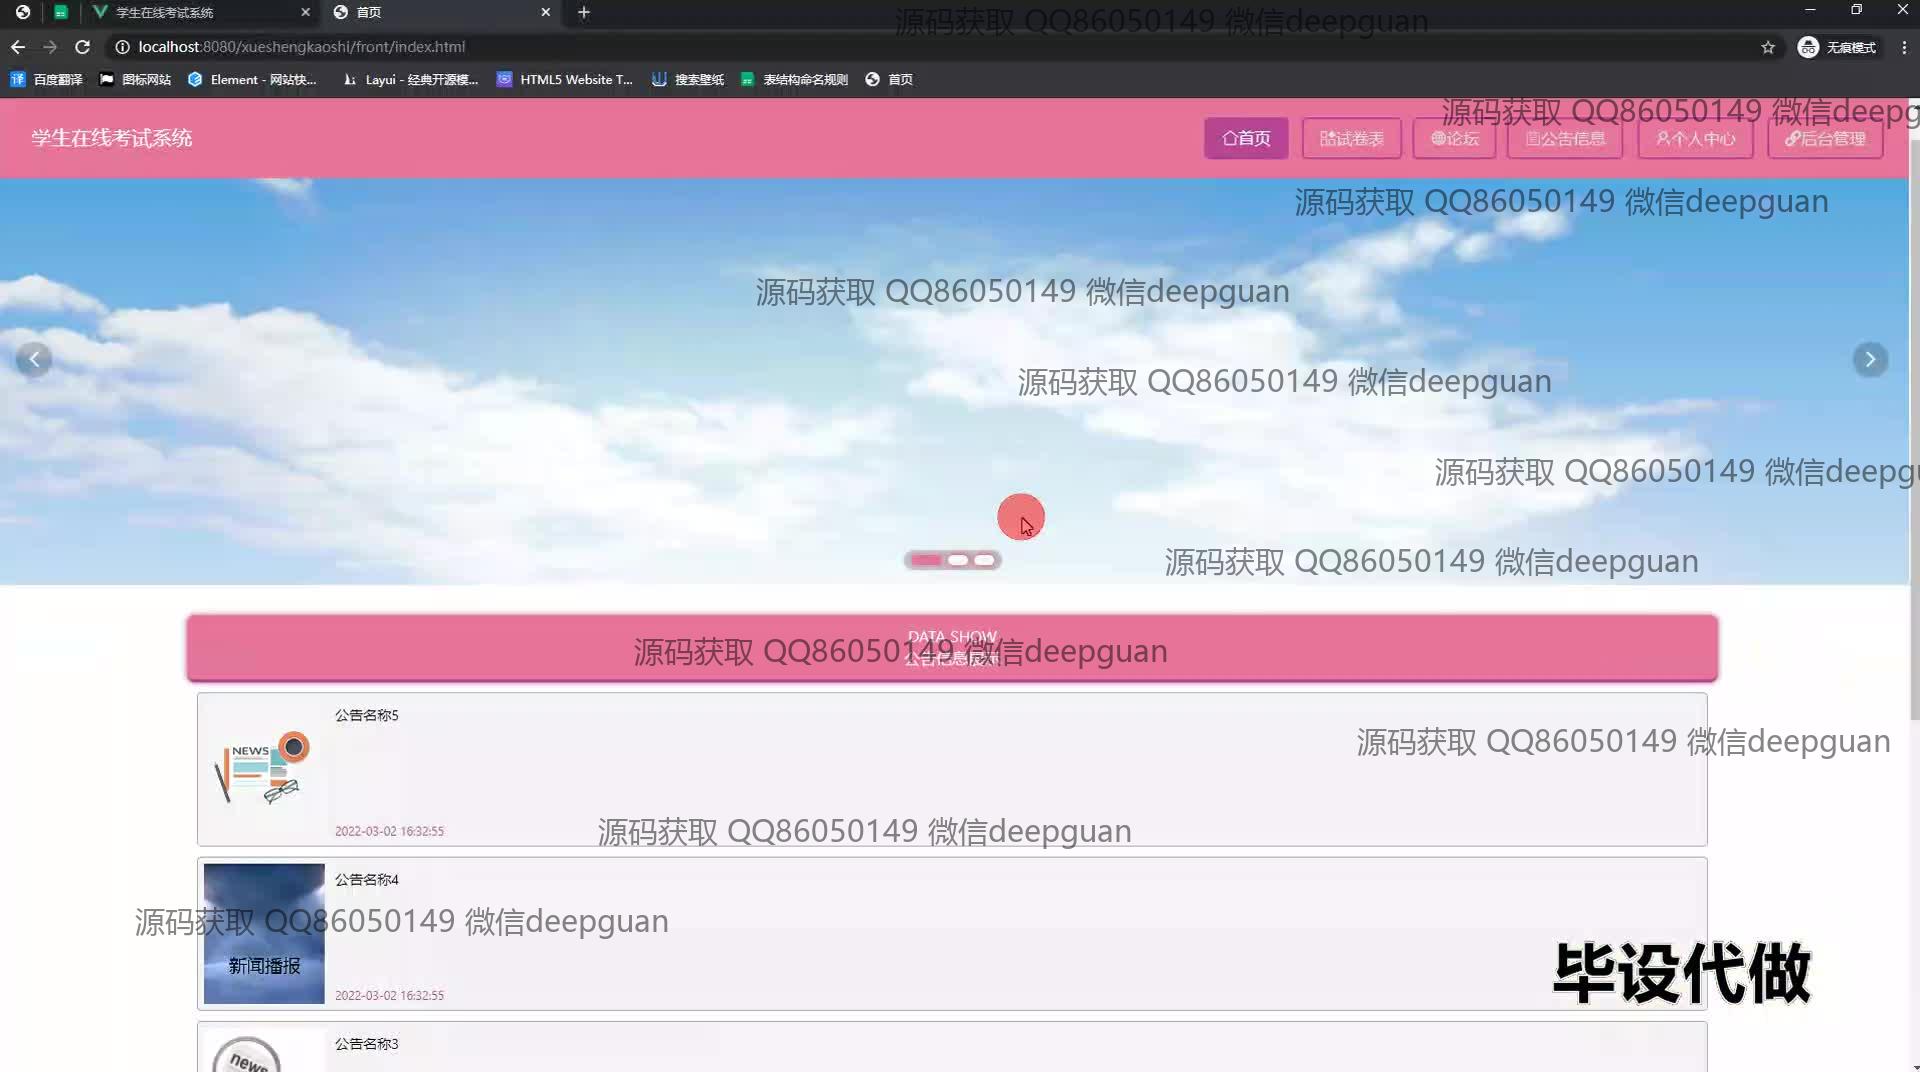 学生在线考试系统
首页
源码获取 QQ86050149 微信deepguan
localhost:8080/xueshengkaoshi/front/index.html
无痕模式
译 百度翻译
图标网站
Element - 网站快...
Layui - 经典开源模...
HTML5 Website T...
搜索壁纸
表结构命名规则
首页
源码获取 QQ86050149 微信deepg
学生在线考试系统
首页
试卷表
论坛
公告信息
个人中心
后台管理
源码获取 QQ86050149 微信deepguan
源码获取 QQ86050149 微信deepguan
源码获取 QQ86050149 微信deepguan
源码获取 QQ86050149 微信deepgu
源码获取 QQ86050149 微信deepguan
DATA SHOW
源码获取 QQ86050149 微信deepguan
公告信息展示
公告名称5
NEWS
源码获取 QQ86050149 微信deepguan
2022-03-02 16:32:55
源码获取 QQ86050149 微信deepguan
公告名称4
源码获取 QQ86050149 微信deepguan
新闻播报
毕设代做
2022-03-02 16:32:55
公告名称3
news